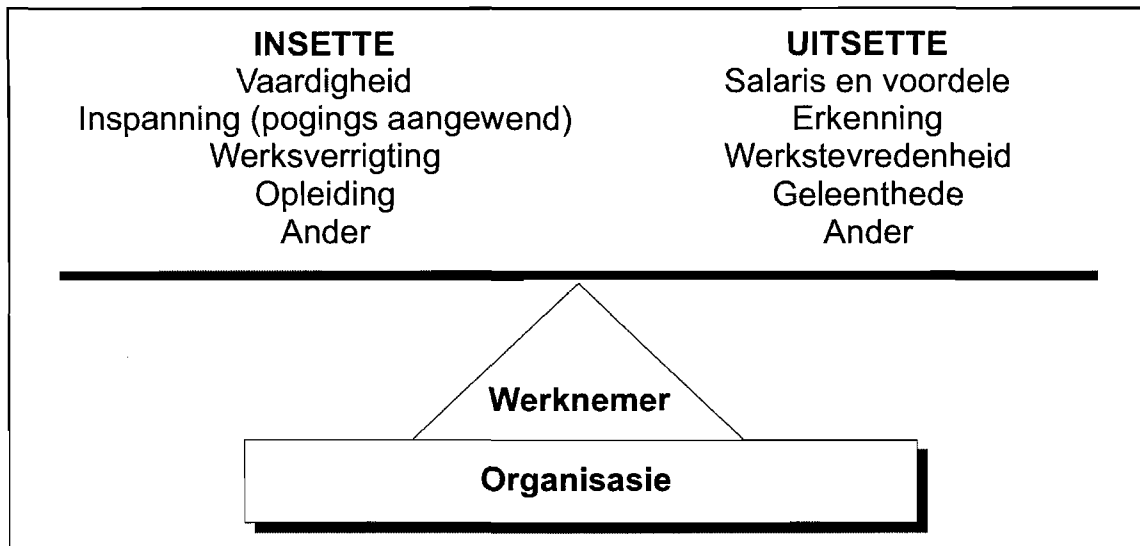 INSETTE
Vaardigheid
Inspanning (pogings aangewend)
Werksverrigting
Opleiding
Ander
UITSETTE
Salaris en voordele
Erkenning
Werkstevredenheid
Geleenthede
Ander
Werknemer
Organisasie